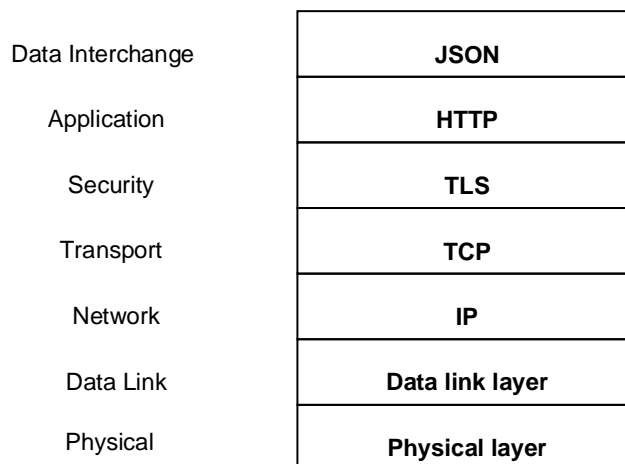 Data Interchange
JSON
Application
HTTP
Security
TLS
Transport
TCP
Network
IP
Data Link
Data link layer
Physical
Physical layer